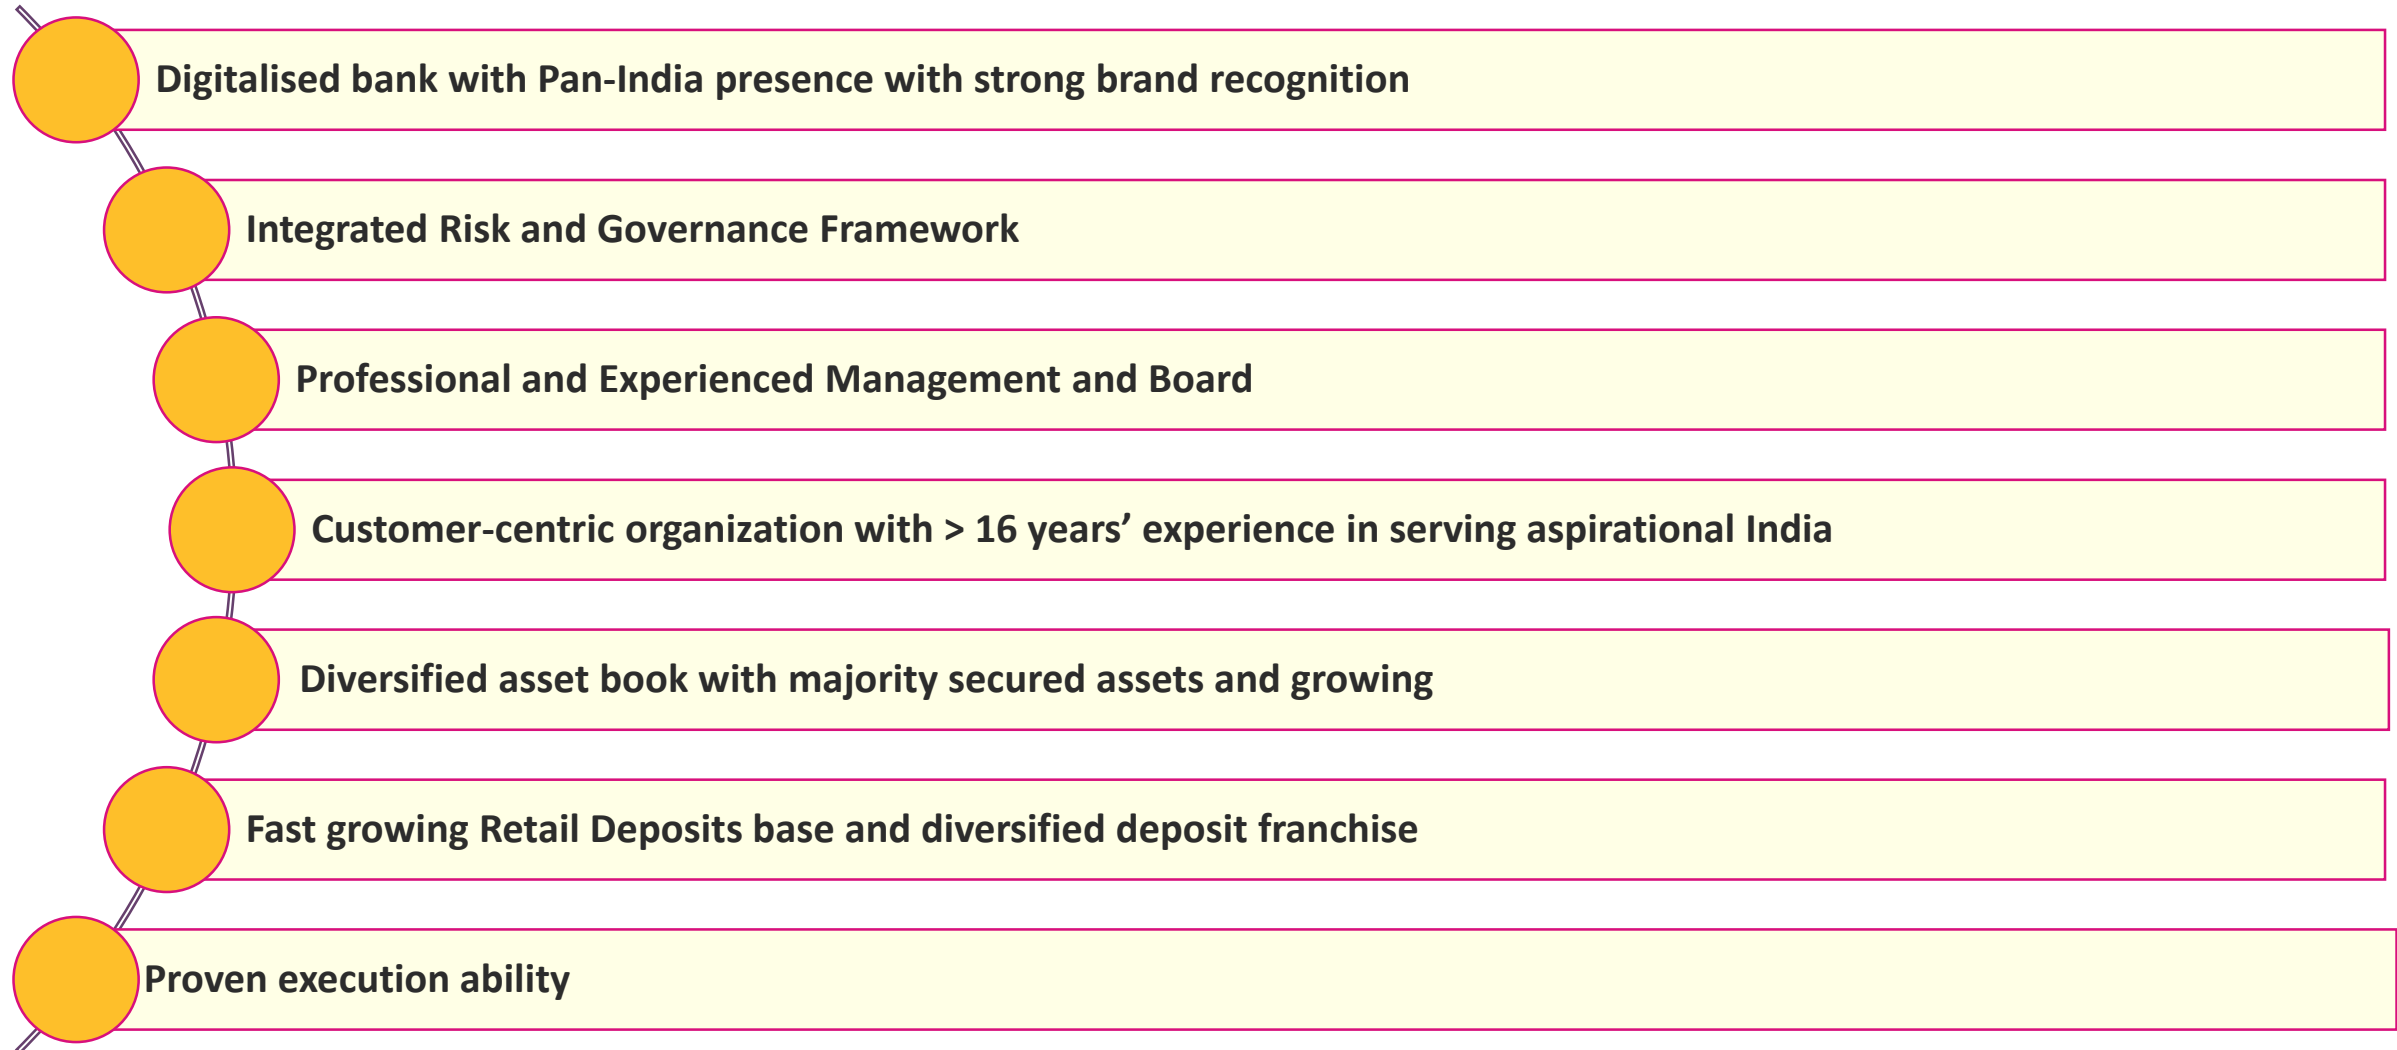 Digitalised bank with Pan-India presence with strong brand recognition
Integrated Risk and Governance Framework
Professional and Experienced Management and Board
Customer-centric organization with > 16 years’ experience in serving aspirational India
Diversified asset book with majority secured assets and growing
Fast growing Retail Deposits base and diversified deposit franchise
Proven execution ability